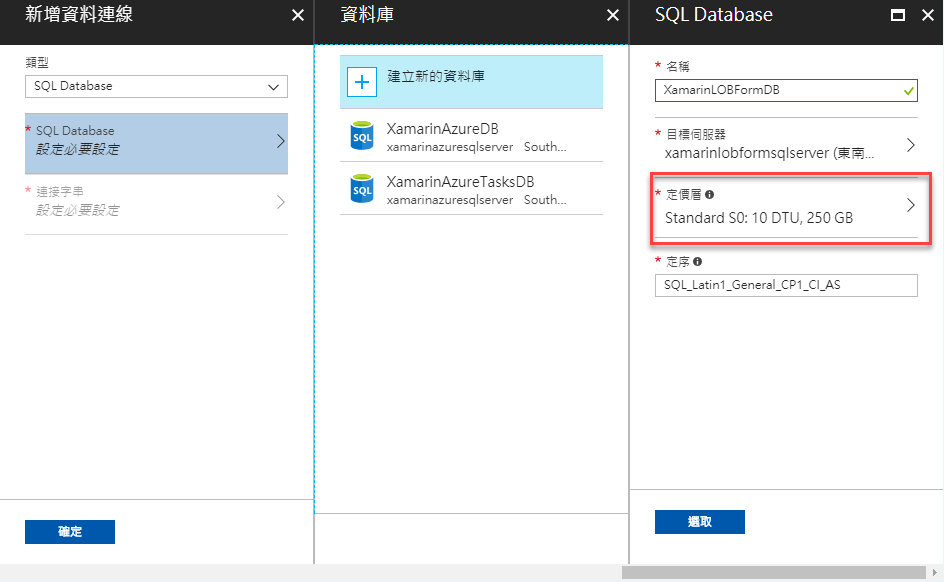 新增資料連線
類型
SQL Database
* SQL Database
設定必要設定
* 連接字串
設定必要設定
確定
資料庫
建立新的資料庫
SQL
XamarinAzureDB
xamarinazuresqlserver South...
SQL
XamarinAzureTasksDB
xamarinazuresqlserver South...
SQL Database
* 名稱
XamarinLOBFormDB
* 目標伺服器
xamarinlobformsqlserver (東南...
* 定價層
Standard S0: 10 DTU, 250 GB
* 定序
SQL_Latin1_General_CP1_CI_AS
選取